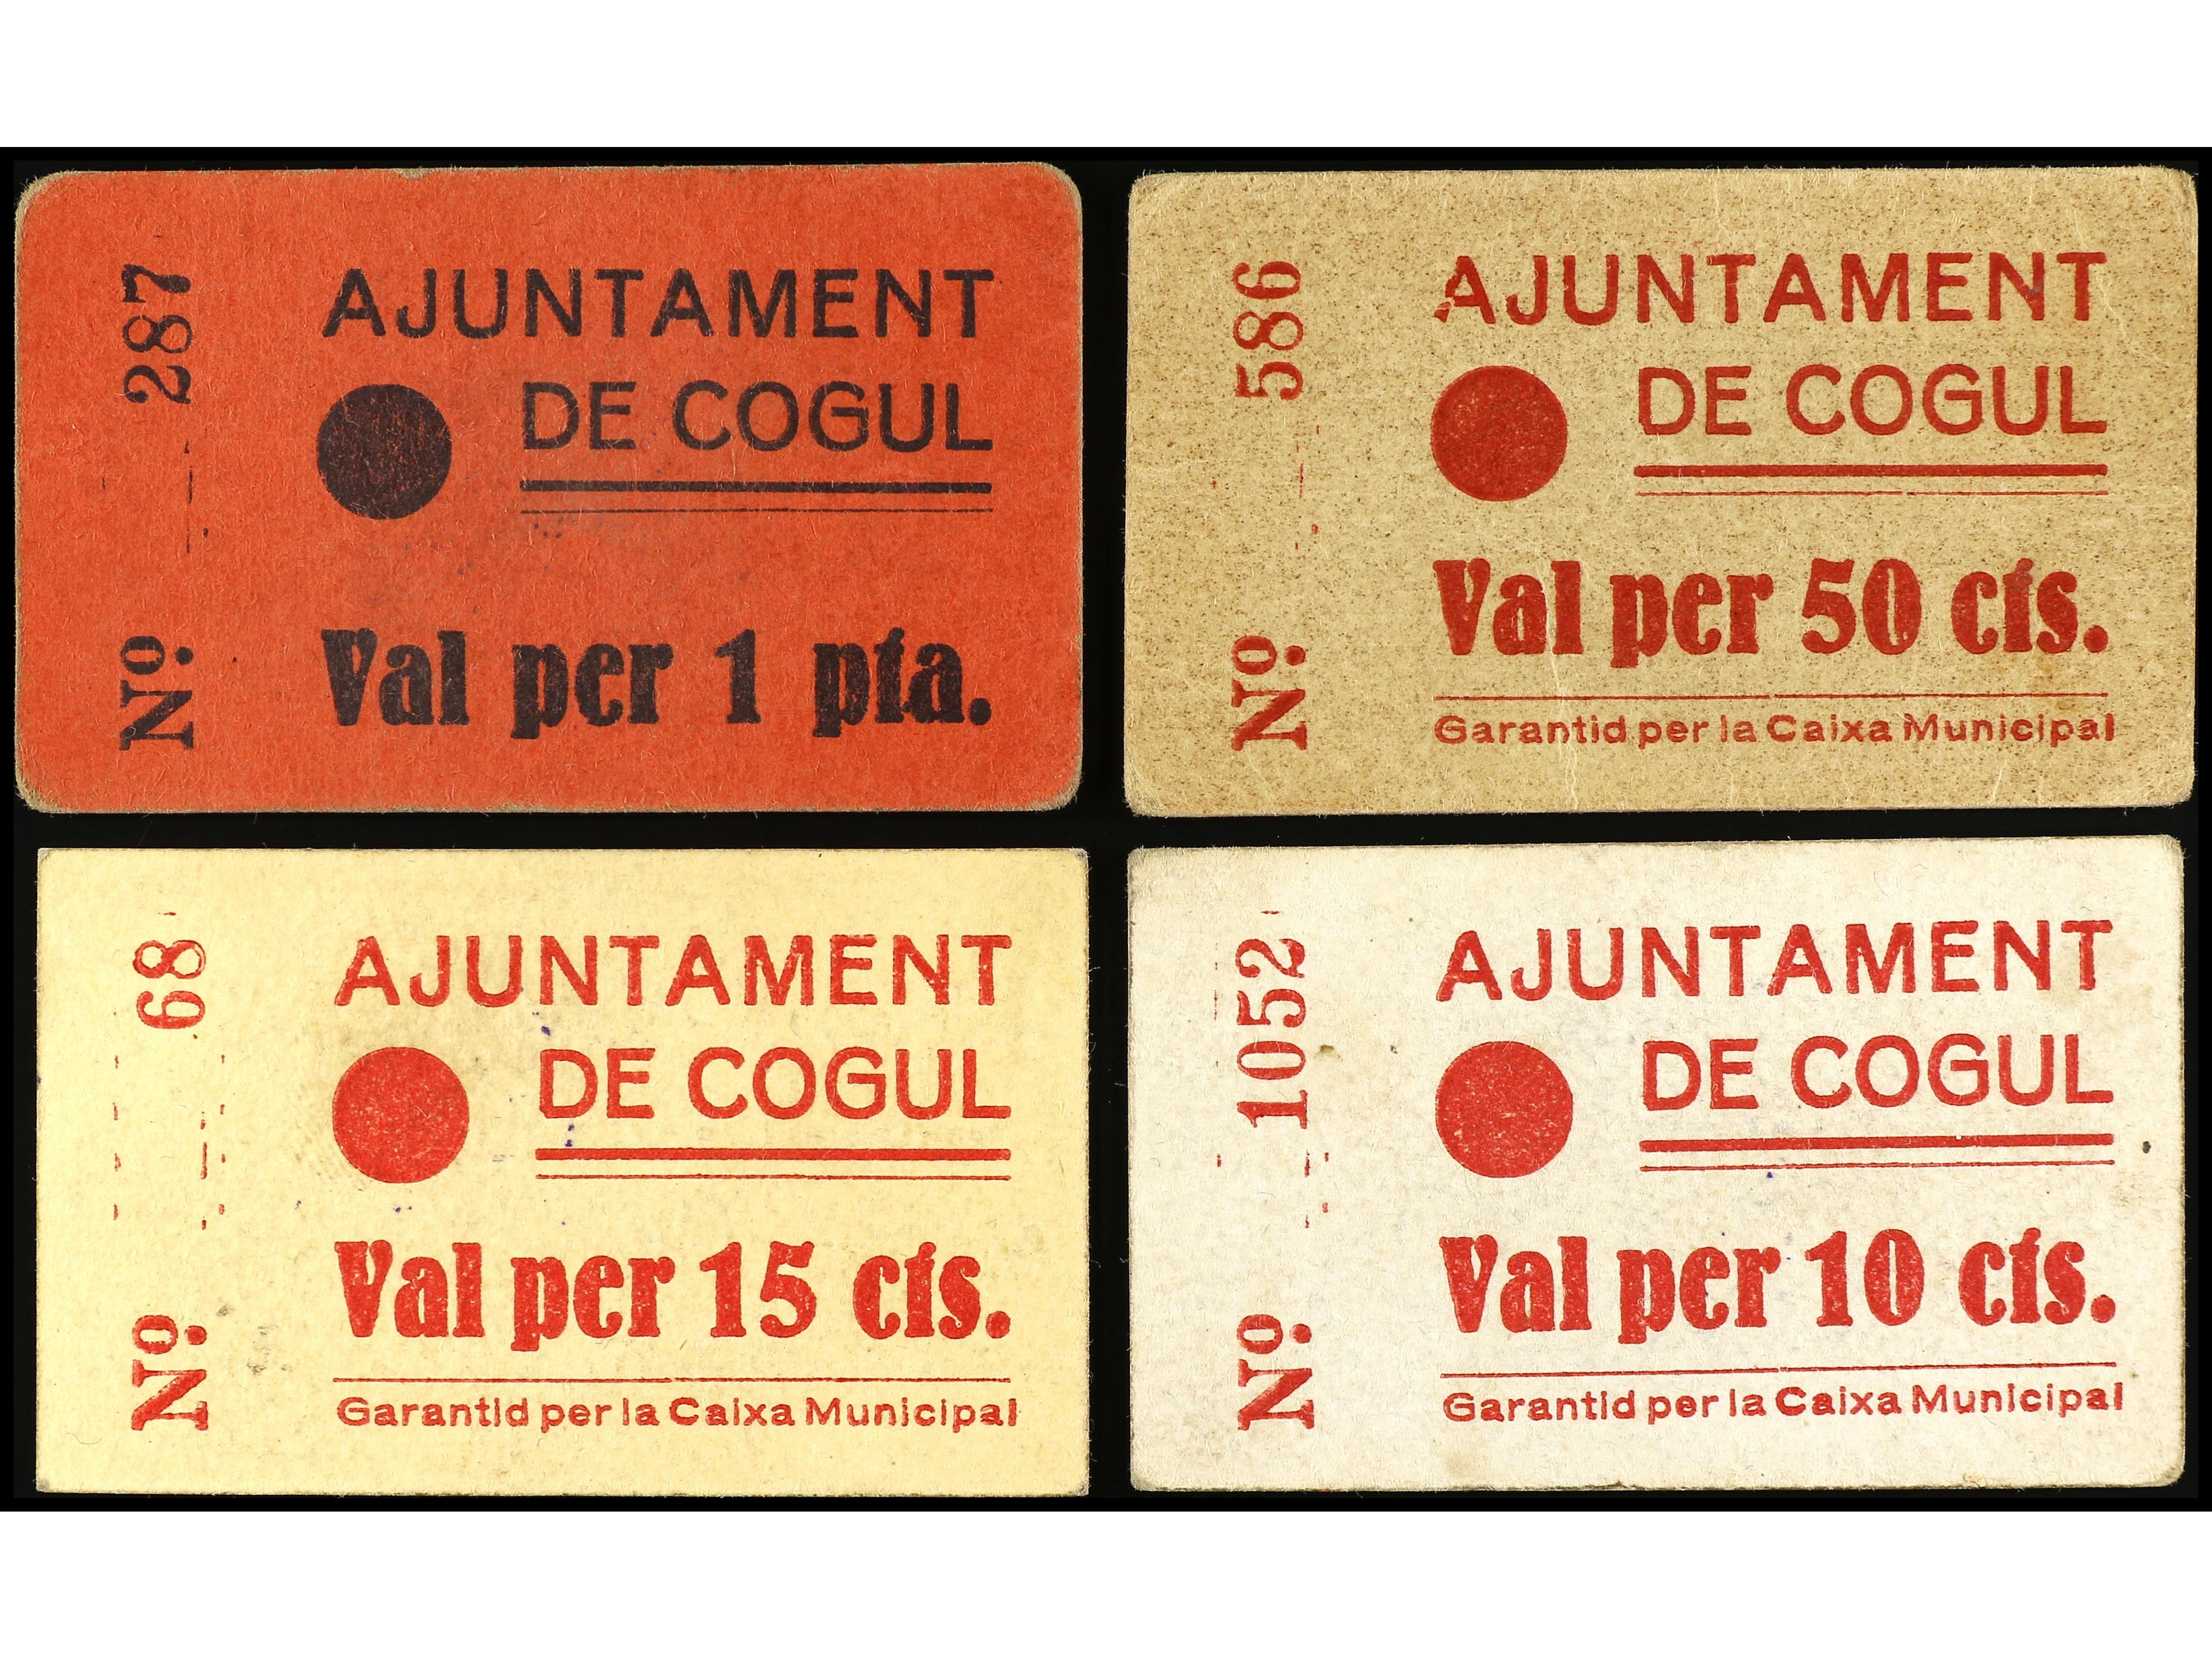 Nº. 287
AJUNTAMENT
DE COGUL
Val per 1 pta.
Nº. 586
AJUNTAMENT
DE COGUL
Val per 50 cts.
Garantid per la Caixa Municipal
Nº. 68
AJUNTAMENT
DE COGUL
Val per 15 cts.
Garantid per la Caixa Municipal
Nº. 1052
AJUNTAMENT
DE COGUL
Val per 10 cts.
Garantid per la Caixa Municipal